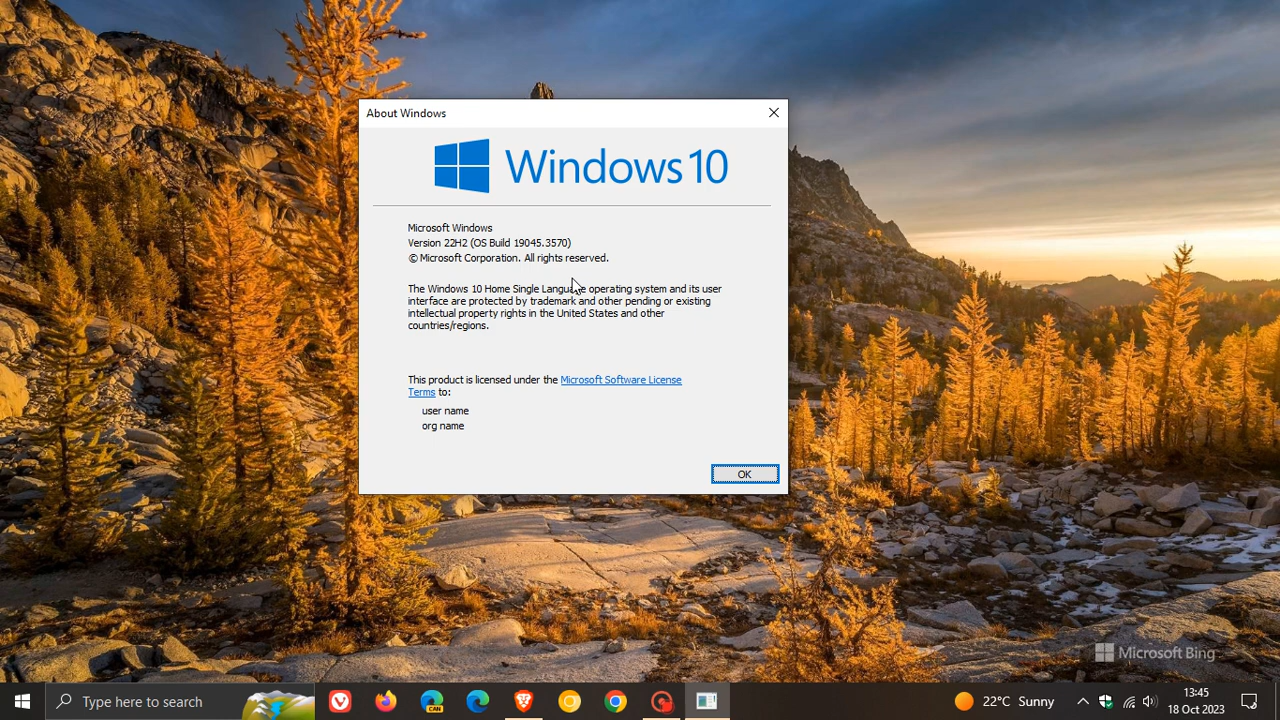 About Windows
Windows 10
Microsoft Windows
Version 22H2 (OS Build 19045.3570)
© Microsoft Corporation. All rights reserved.
The Windows 10 Home Single Language operating system and its user
interface are protected by trademark and other pending or existing
intellectual property rights in the United States and other
countries/regions.
This product is licensed under the Microsoft Software License
Terms to:
user name
org name
OK
Microsoft Bing
Type here to search
CAN
22°C Sunny
13:45
18 Oct 2023